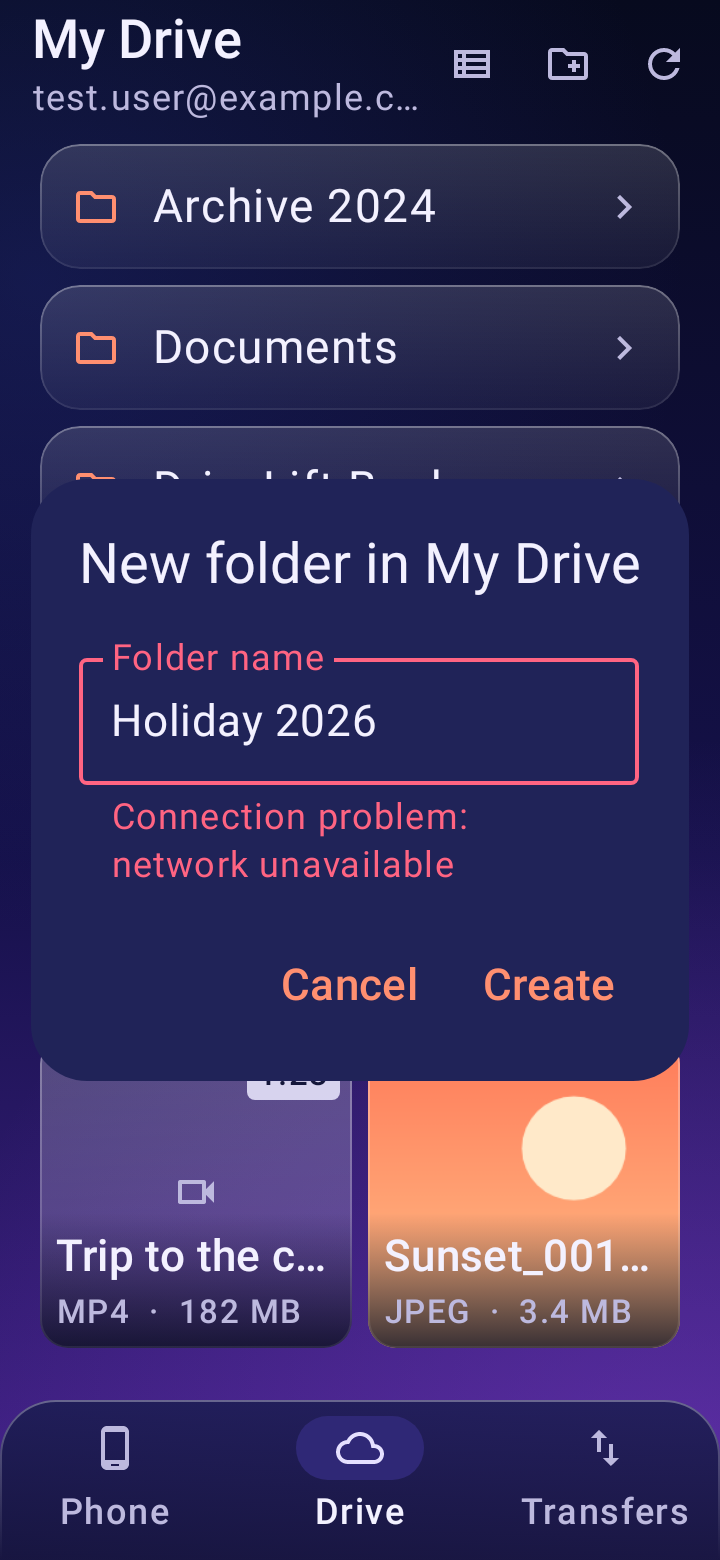 My Drive
test.user@example.c…
Archive 2024
Documents
New folder in My Drive
Folder name
Holiday 2026
Connection problem:
network unavailable
Cancel
Create
Trip to the c…
MP4 · 182 MB
Sunset_001…
JPEG · 3.4 MB
Phone
Drive
Transfers